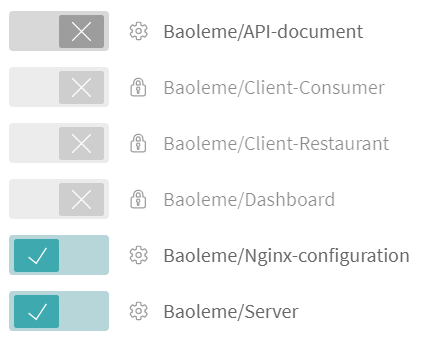 Baoleme/API-document
Baoleme/Client-Consumer
Baoleme/Client-Restaurant
Baoleme/Dashboard
Baoleme/Nginx-configuration
Baoleme/Server